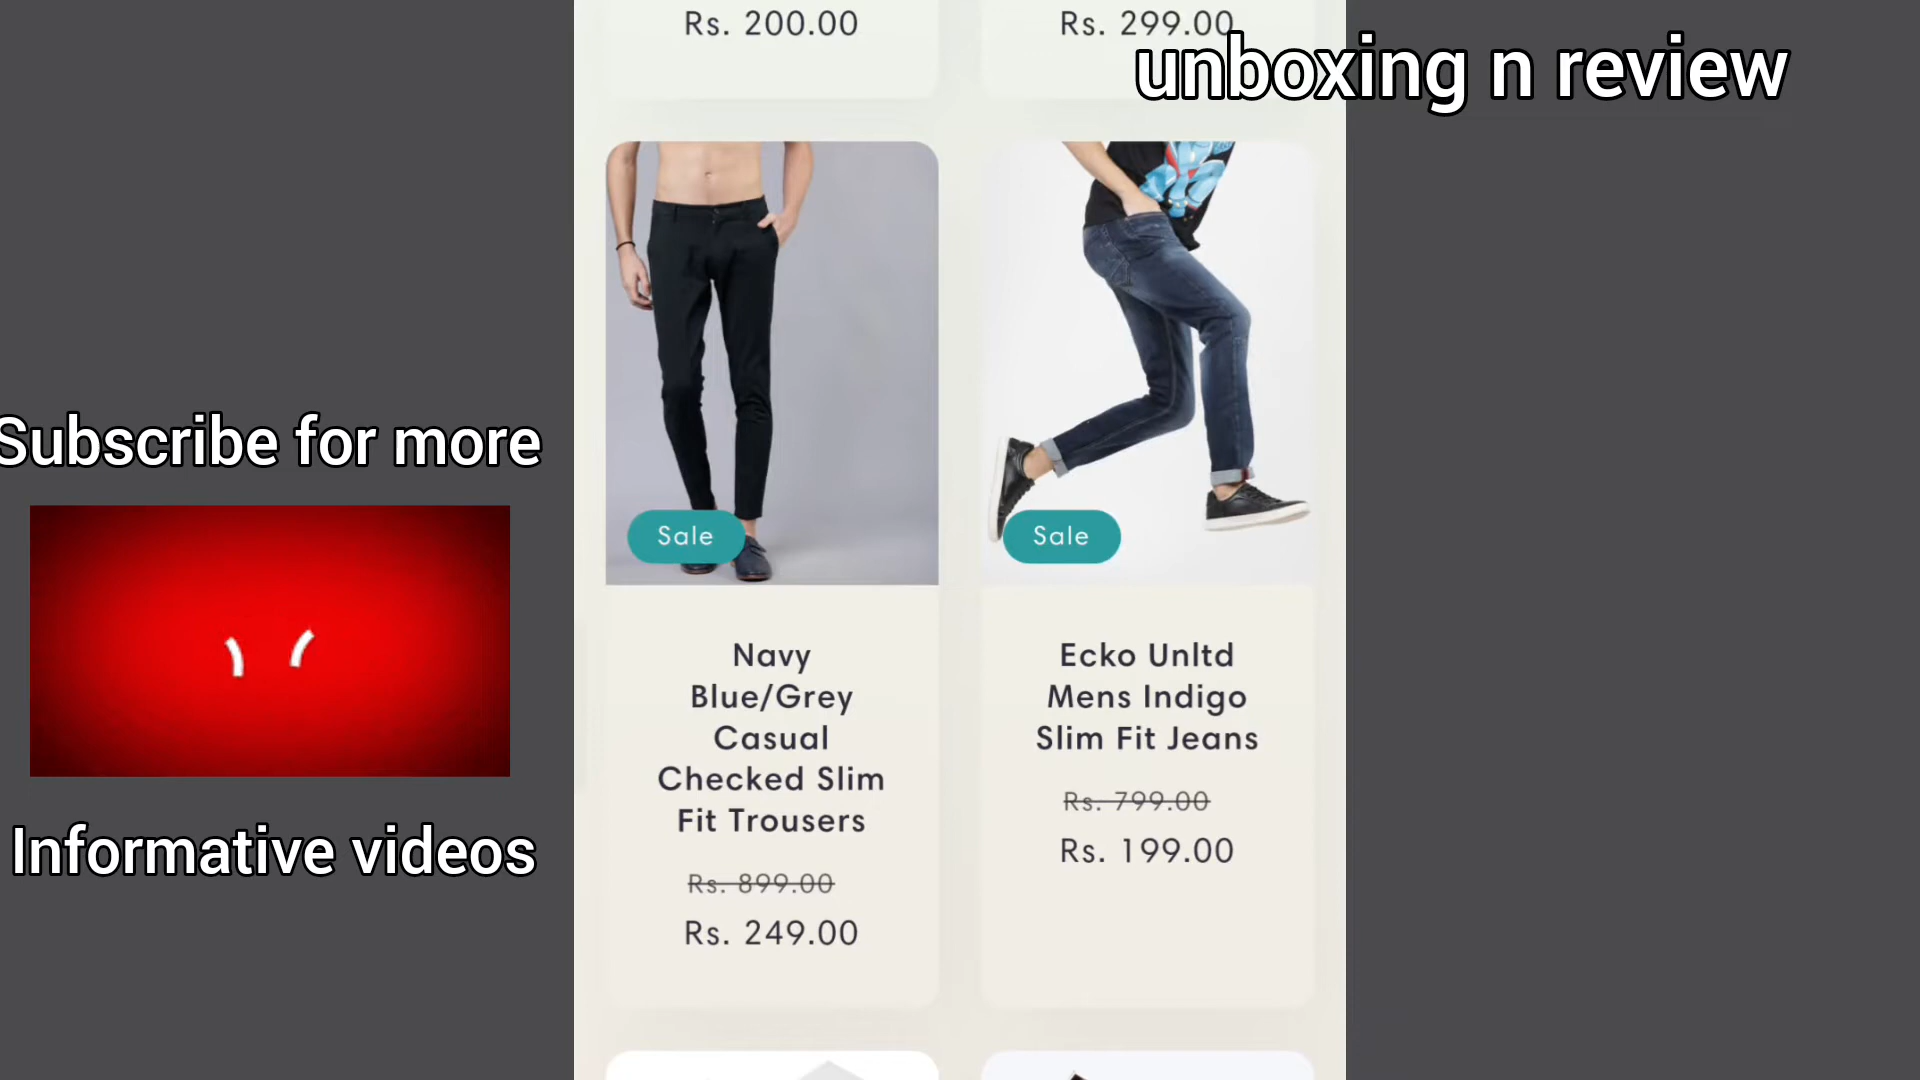 Rs. 200.00
Rs. 299.00
unboxing n review
Subscribe for more
Informative videos
Sale
Navy
Blue/Grey
Casual
Checked Slim
Fit Trousers
Rs. 899.00
Rs. 249.00
Sale
Ecko Unltd
Mens Indigo
Slim Fit Jeans
Rs. 799.00
Rs. 199.00